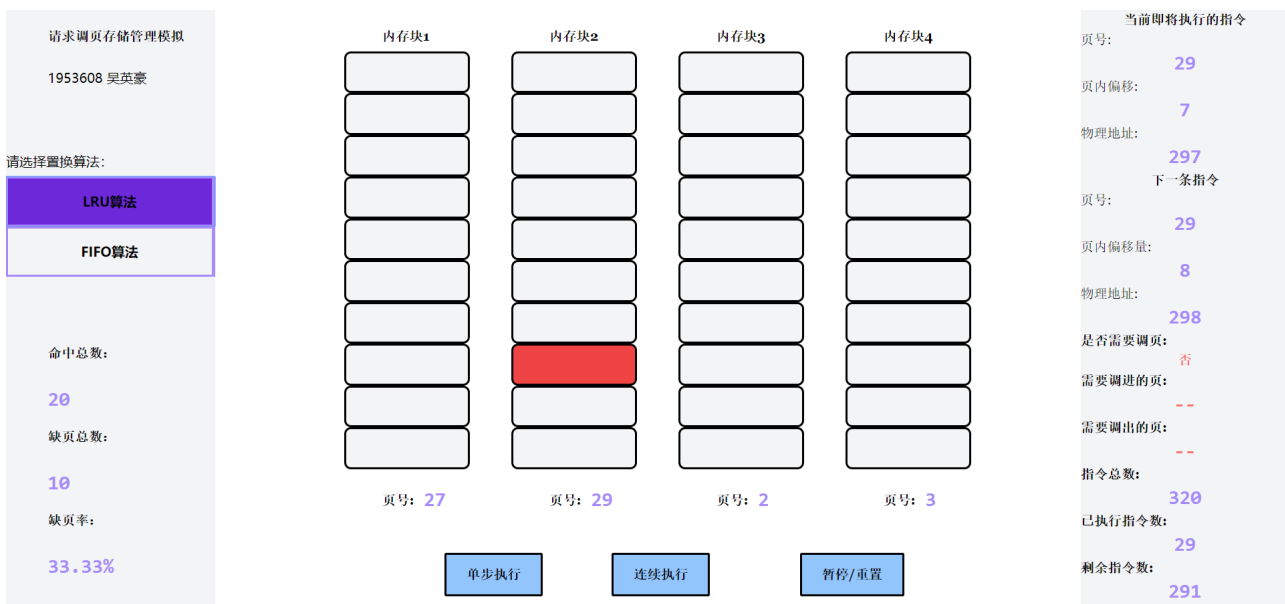 请求调页存储管理模拟
1953608 吴英豪
请选择置换算法：
LRU算法
FIFO算法
命中总数：
20
缺页总数：
10
缺页率：
33.33%
内存块1
内存块2
内存块3
内存块4
页号：27
页号：29
页号：2
页号：3
单步执行
连续执行
暂停/重置
当前即将执行的指令
页号:
29
页内偏移:
7
物理地址:
297
下一条指令
页号:
29
页内偏移量:
8
物理地址:
298
是否需要调页：
否
需要调进的页：
--
需要调出的页：
--
指令总数：
320
已执行指令数：
29
剩余指令数：
291